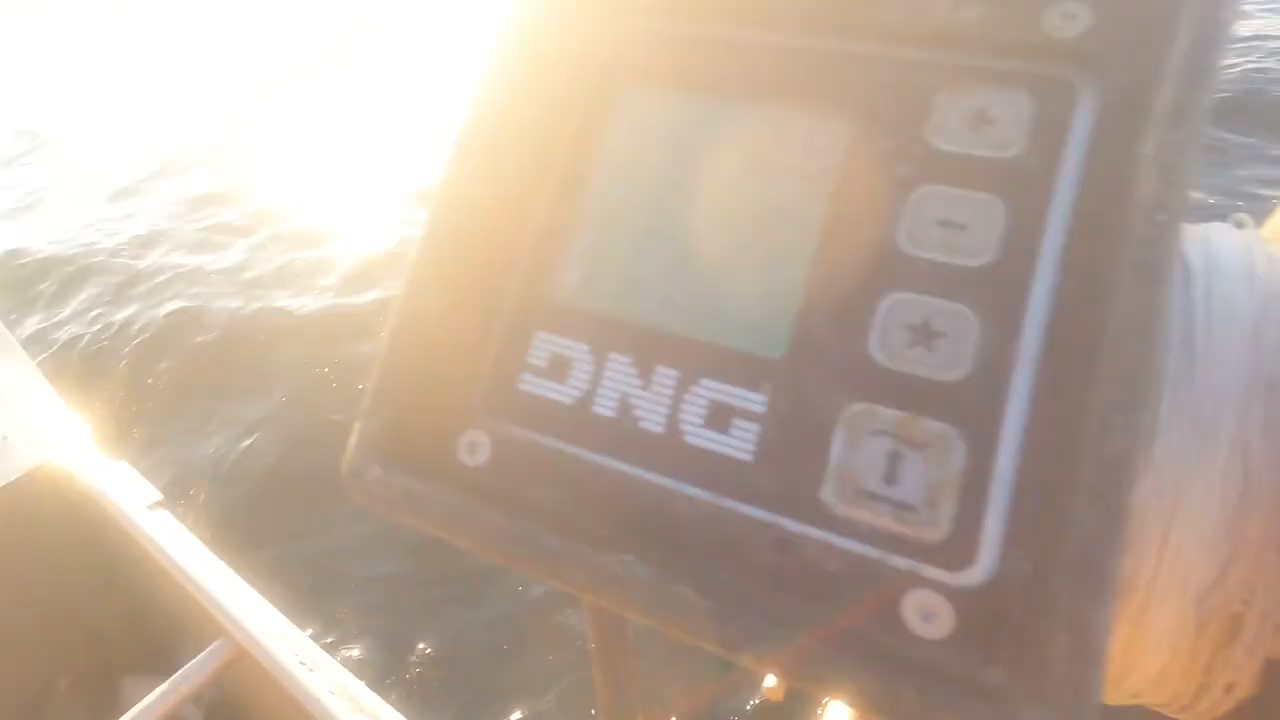 +
-
★
DNG